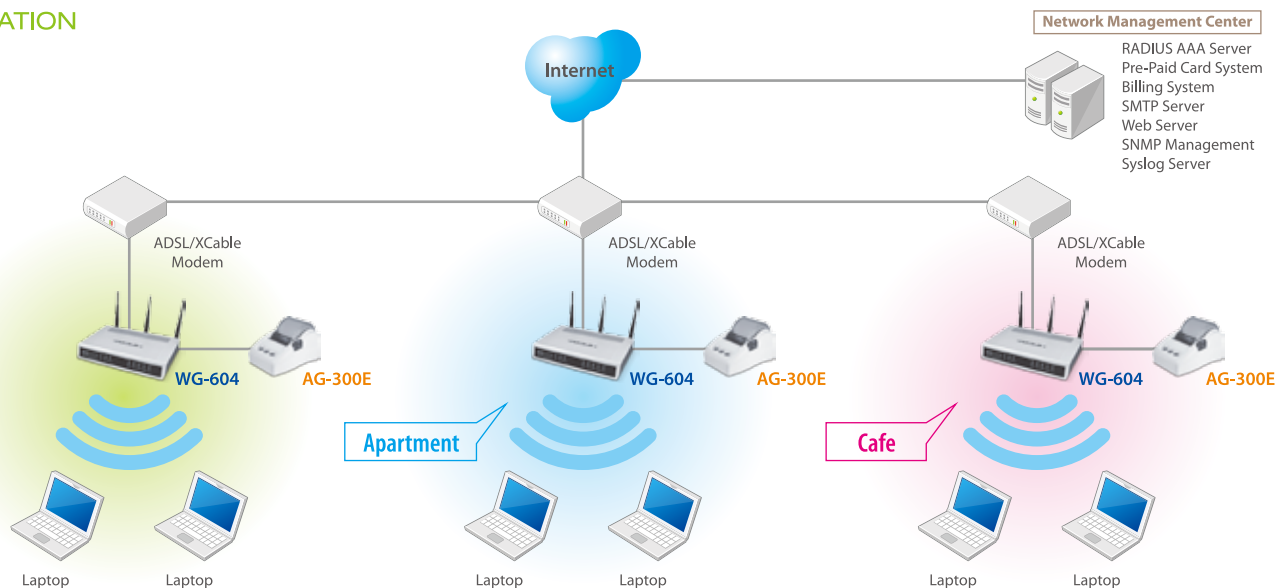 ATION
Network Management Center
RADIUS AAA Server
Pre-Paid Card System
Billing System
SMTP Server
Web Server
SNMP Management
Syslog Server
Internet
ADSL/XCable
Modem
ADSL/XCable
Modem
ADSL/XCable
Modem
WG-604
AG-300E
WG-604
AG-300E
WG-604
AG-300E
Apartment
Cafe
Laptop
Laptop
Laptop
Laptop
Laptop
Laptop